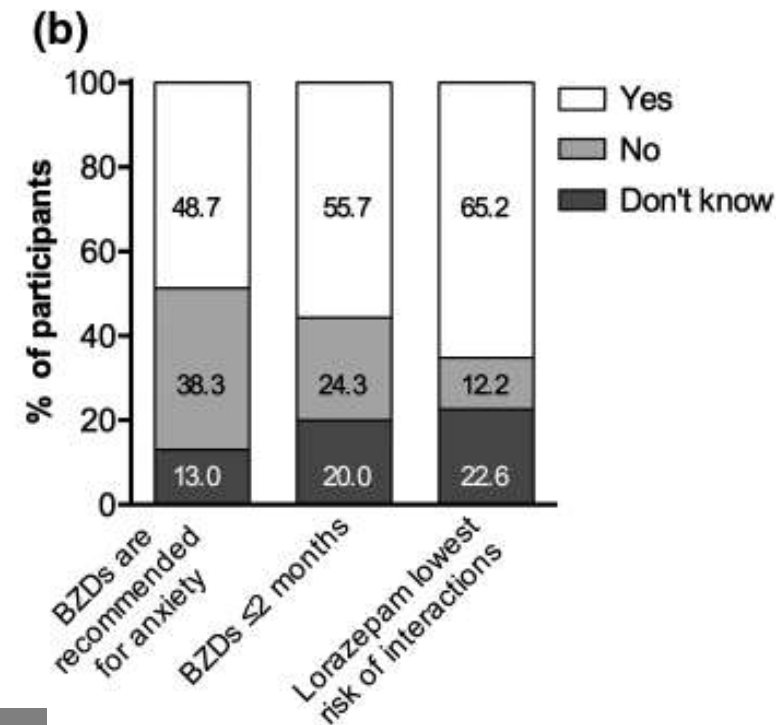 (b)
% of participants
100
80
60
40
20
0
48.7
38.3
13.0
55.7
24.3
20.0
65.2
12.2
22.6
Yes
No
Don't know
BZDs are
recommended
for anxiety
BZDs ≤2 months
Lorazepam lowest
risk of interactions